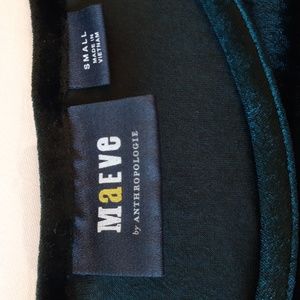 SMALL
MADE IN
VIETNAM
MaEVe
by ANTHROPOLOGIE